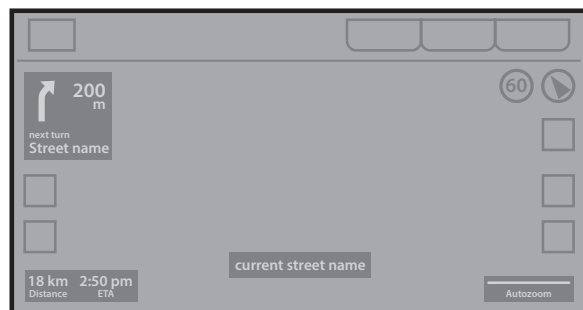 60
200
m
next turn
Street name
current street name
18 km 2:50 pm
Distance ETA
Autozoom